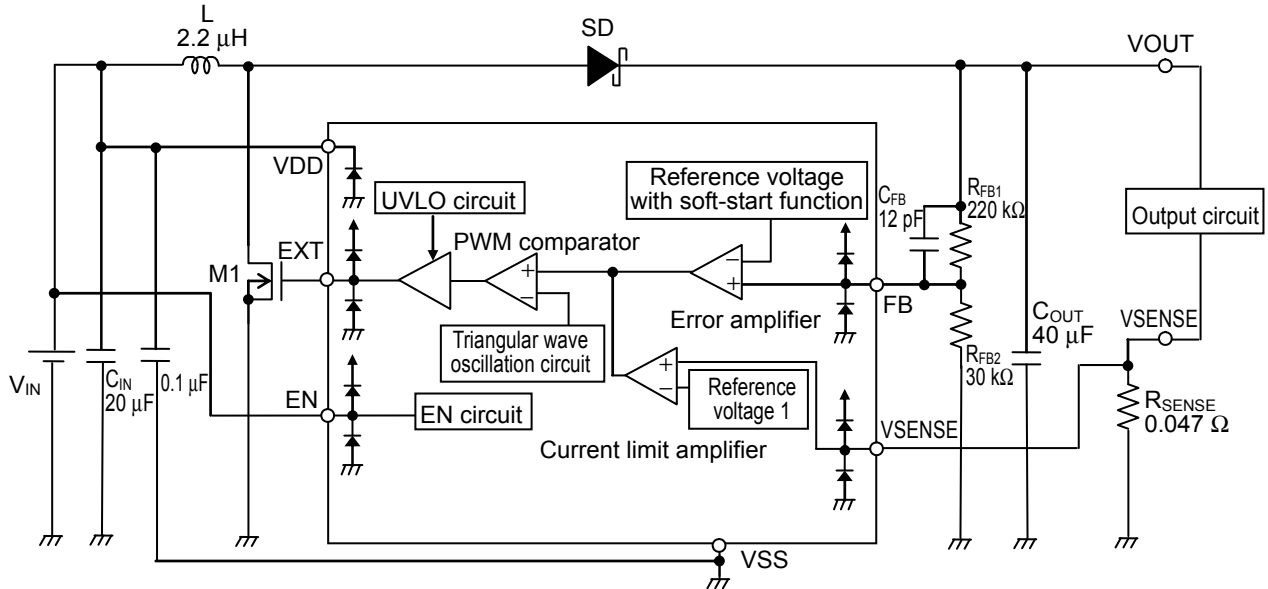 L
2.2 μH
SD
VOUT
VDD
UVLO circuit
Reference voltage
with soft-start function
CFB
12 pF
RFB1
220 kΩ
Output circuit
EXT
PWM comparator
M1
+
−
−
+
FB
Error amplifier
Triangular wave
oscillation circuit
COUT
40 μF
VSENSE
RFB2
30 kΩ
VIN
CIN
20 μF
0.1 μF
EN
EN circuit
+
−
Reference
voltage 1
VSENSE
RSENSE
0.047 Ω
Current limit amplifier
VSS